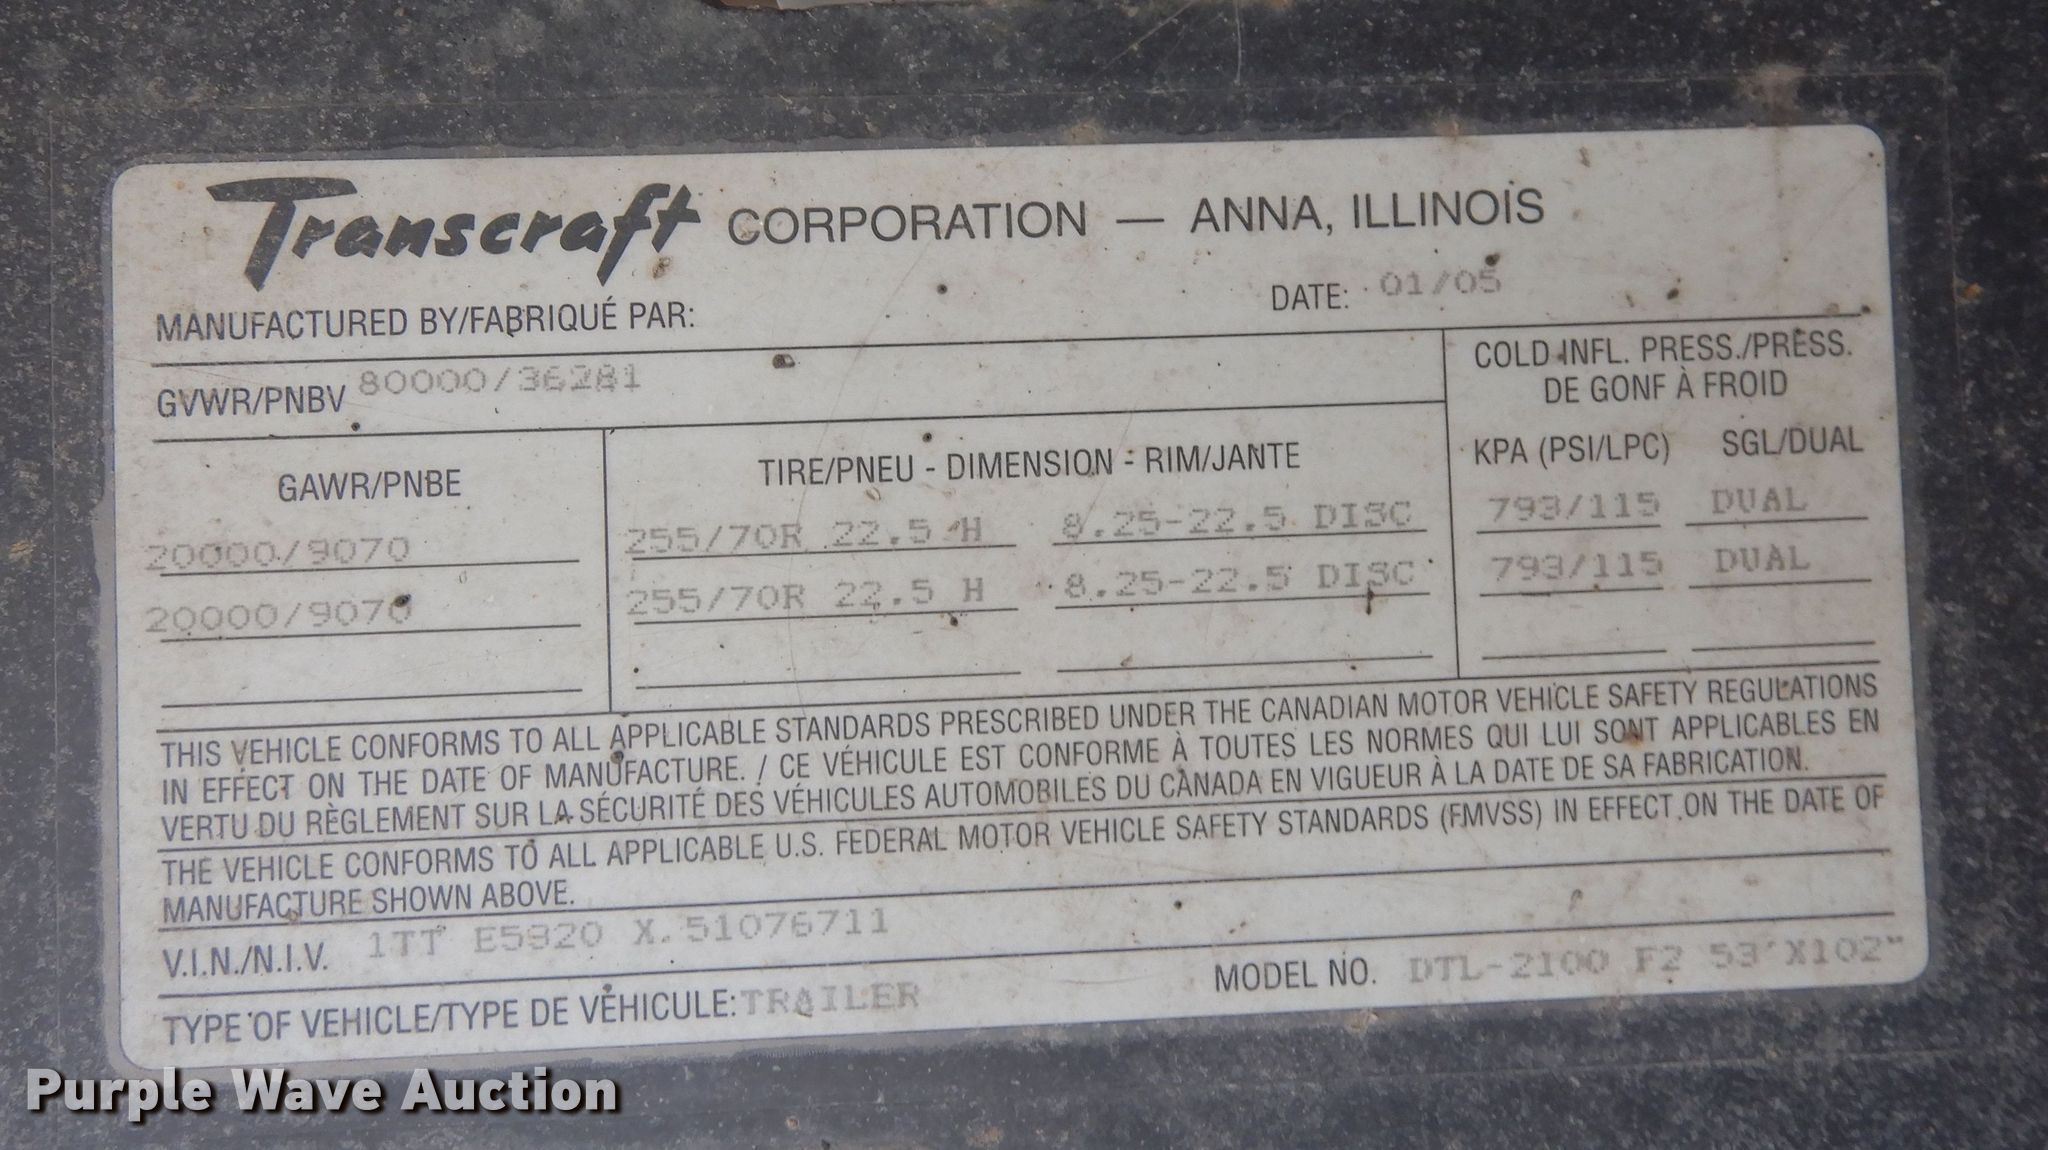 Transcraft CORPORATION — ANNA, ILLINOIS
MANUFACTURED BY/FABRIQUÉ PAR: DATE: 01/05
GVWR/PNBV 80000/36281
COLD INFL. PRESS./PRESS.
DE GONF À FROID
GAWR/PNBE TIRE/PNEU - DIMENSION - RIM/JANTE KPA (PSI/LPC) SGL/DUAL
20000/9070 255/70R 22.5 H 8.25-22.5 DISC 793/115 DUAL
20000/9070 255/70R 22.5 H 8.25-22.5 DISC 793/115 DUAL
THIS VEHICLE CONFORMS TO ALL APPLICABLE STANDARDS PRESCRIBED UNDER THE CANADIAN MOTOR VEHICLE SAFETY REGULATIONS
IN EFFECT ON THE DATE OF MANUFACTURE. / CE VÉHICULE EST CONFORME À TOUTES LES NORMES QUI LUI SONT APPLICABLES EN
VERTU DU RÈGLEMENT SUR LA SÉCURITÉ DES VÉHICULES AUTOMOBILES DU CANADA EN VIGUEUR À LA DATE DE SA FABRICATION.
THE VEHICLE CONFORMS TO ALL APPLICABLE U.S. FEDERAL MOTOR VEHICLE SAFETY STANDARDS (FMVSS) IN EFFECT ON THE DATE OF
MANUFACTURE SHOWN ABOVE.
V.I.N./N.I.V. 1TT E5320 X 51076711
TYPE OF VEHICLE/TYPE DE VÉHICULE: TRAILER MODEL NO. DTL-2100 F2 53'X102"
Purple Wave Auction